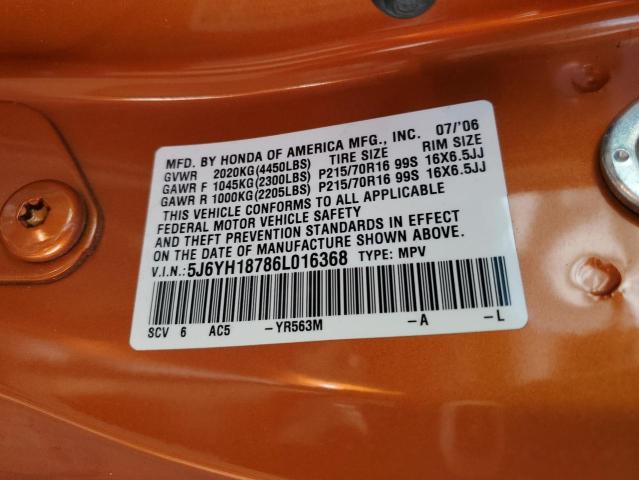 MFD. BY HONDA OF AMERICA MFG., INC. 07/'06
GVWR 2020KG(4450LBS) TIRE SIZE RIM SIZE
GAWR F 1045KG(2300LBS) P215/70R16 99S 16X6.5JJ
GAWR R 1000KG(2205LBS) P215/70R16 99S 16X6.5JJ
THIS VEHICLE CONFORMS TO ALL APPLICABLE
FEDERAL MOTOR VEHICLE SAFETY
AND THEFT PREVENTION STANDARDS IN EFFECT
ON THE DATE OF MANUFACTURE SHOWN ABOVE.
V.I.N.:5J6YH18786L016368 TYPE: MPV
SCV 6 AC5 -YR563M -A -L